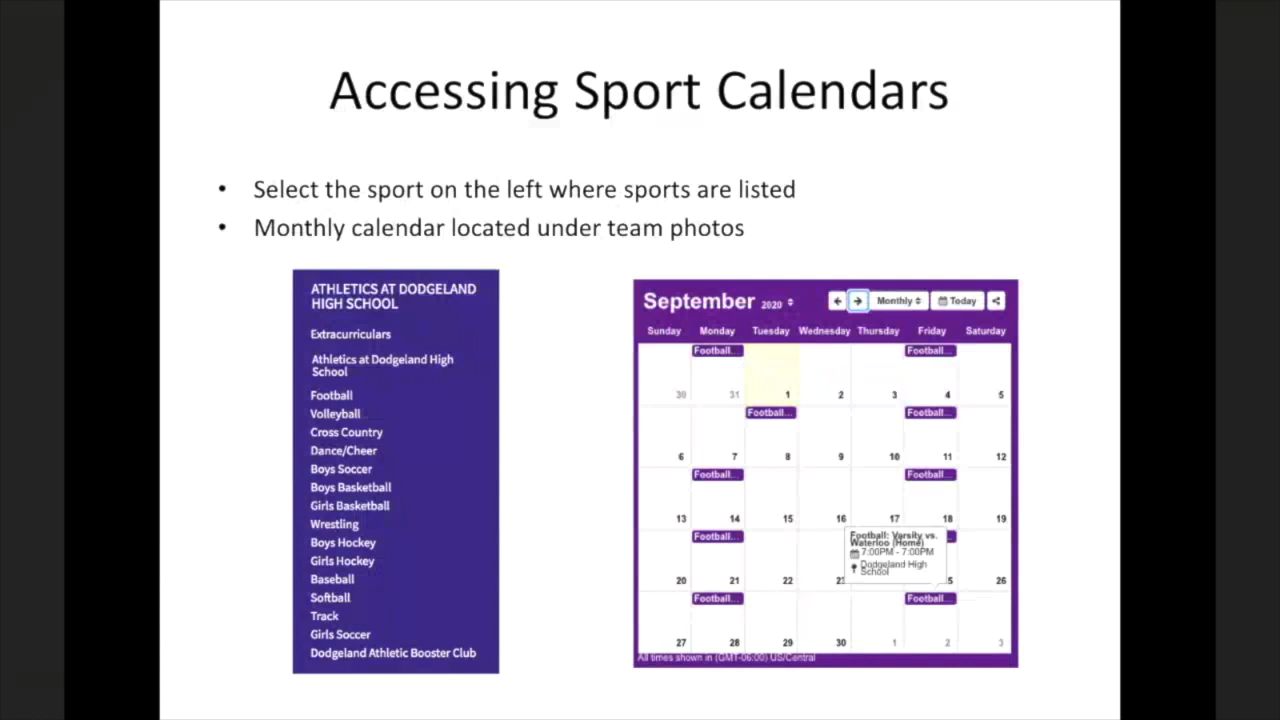 Accessing Sport Calendars
• Select the sport on the left where sports are listed
• Monthly calendar located under team photos
ATHLETICS AT DODGELAND
HIGH SCHOOL
Extracurriculars
Athletics at Dodgeland High
School
Football
Volleyball
Cross Country
Dance/Cheer
Boys Soccer
Boys Basketball
Girls Basketball
Wrestling
Boys Hockey
Girls Hockey
Baseball
Softball
Track
Girls Soccer
Dodgeland Athletic Booster Club
September 2020 Monthly Today
Sunday Monday Tuesday Wednesday Thursday Friday Saturday
Football... Football...
30 31 1 2 3 4 5
Football... Football...
6 7 8 9 10 11 12
Football... Football...
13 14 15 16 17 18 19
Football...
Football: Varsity vs.
Waterloo (Home)
7:00PM - 7:00PM
Dodgeland High
School
20 21 22 23 5 26
Football... Football...
27 28 29 30 1 2 3
All times shown in (GMT-06:00) US/Central